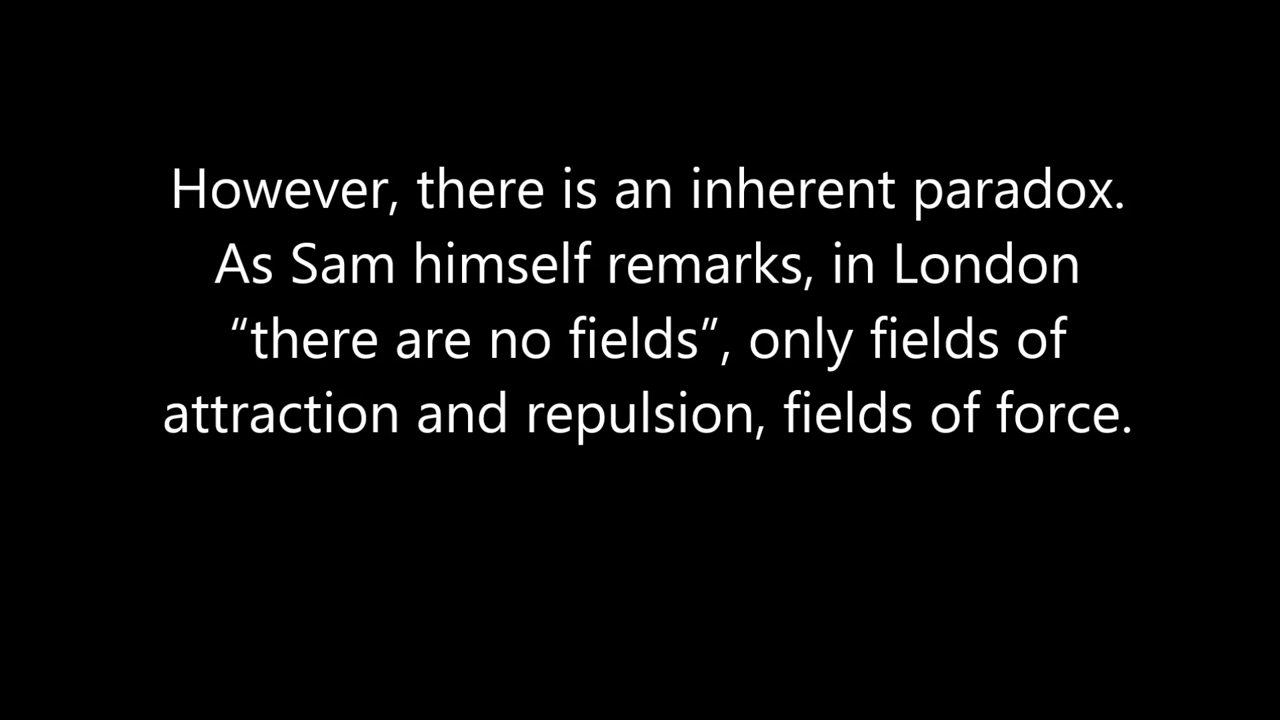 However, there is an inherent paradox.
As Sam himself remarks, in London
“there are no fields”, only fields of
attraction and repulsion, fields of force.